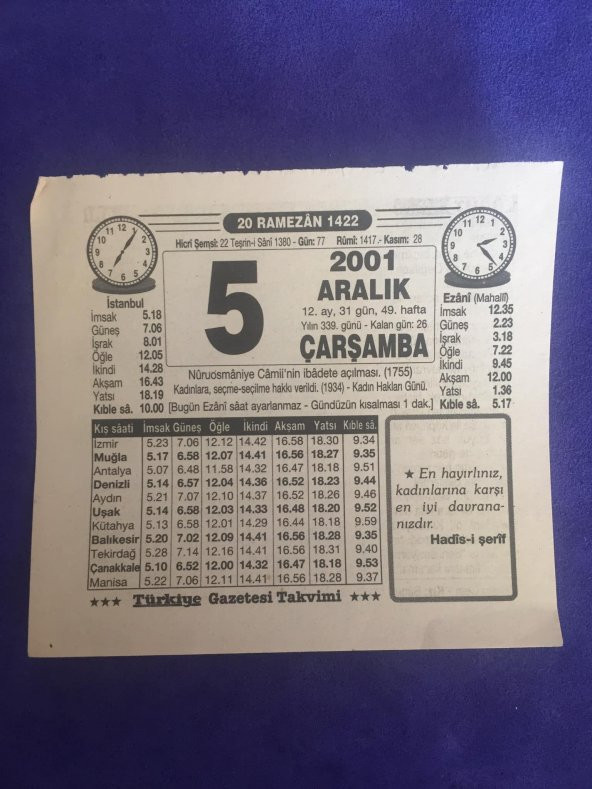 20 RAMEZÂN 1422
Hicrî Şemsî: 22 Teşrin-i Sâni 1380 - Gün: 77 Rûmî: 1417 - Kasım: 28
5
2001
ARALIK
12. ay, 31 gün, 49. hafta
Yılın 339. günü - Kalan gün: 26
ÇARŞAMBA
İstanbul
İmsak 5.18
Güneş 7.06
İşrak 8.01
Öğle 12.05
İkindi 14.28
Akşam 16.43
Yatsı 18.19
Kıble sâ. 10.00
Ezânî (Mahallî)
İmsak 12.35
Güneş 2.23
İşrak 3.18
Öğle 7.22
İkindi 9.45
Akşam 12.00
Yatsı 1.36
Kıble sâ. 5.17
Nûruosmâniye Câmii'nin ibâdete açılması. (1755)
Kadınlara, seçme-seçilme hakkı verildi. (1934) - Kadın Hakları Günü.
[Bugün Ezânî sâat ayarlanmaz - Gündüzün kısalması 1 dak.]
Kış sâati İmsak Güneş Öğle İkindi Akşam Yatsı Kıble sâ.
İzmir 5.23 7.06 12.12 14.42 16.58 18.30 9.34
Muğla 5.17 6.58 12.07 14.41 16.56 18.27 9.35
Antalya 5.07 6.48 11.58 14.32 16.47 18.18 9.51
Denizli 5.14 6.57 12.04 14.36 16.52 18.23 9.44
Aydın 5.21 7.07 12.10 14.37 16.52 18.26 9.46
Uşak 5.14 6.58 12.03 14.33 16.48 18.20 9.52
Kütahya 5.13 6.58 12.01 14.29 16.44 18.18 9.59
Balıkesir 5.20 7.02 12.09 14.41 16.56 18.28 9.35
Tekirdağ 5.28 7.14 12.16 14.41 16.56 18.31 9.40
Çanakkale 5.10 6.52 12.00 14.32 16.47 18.18 9.53
Manisa 5.22 7.06 12.11 14.41 16.56 18.28 9.37
★ En hayırlınız,
kadınlarına karşı
en iyi davrana-
nızdır.
Hadîs-i şerîf
★★★ Türkiye Gazetesi Takvimi ★★★